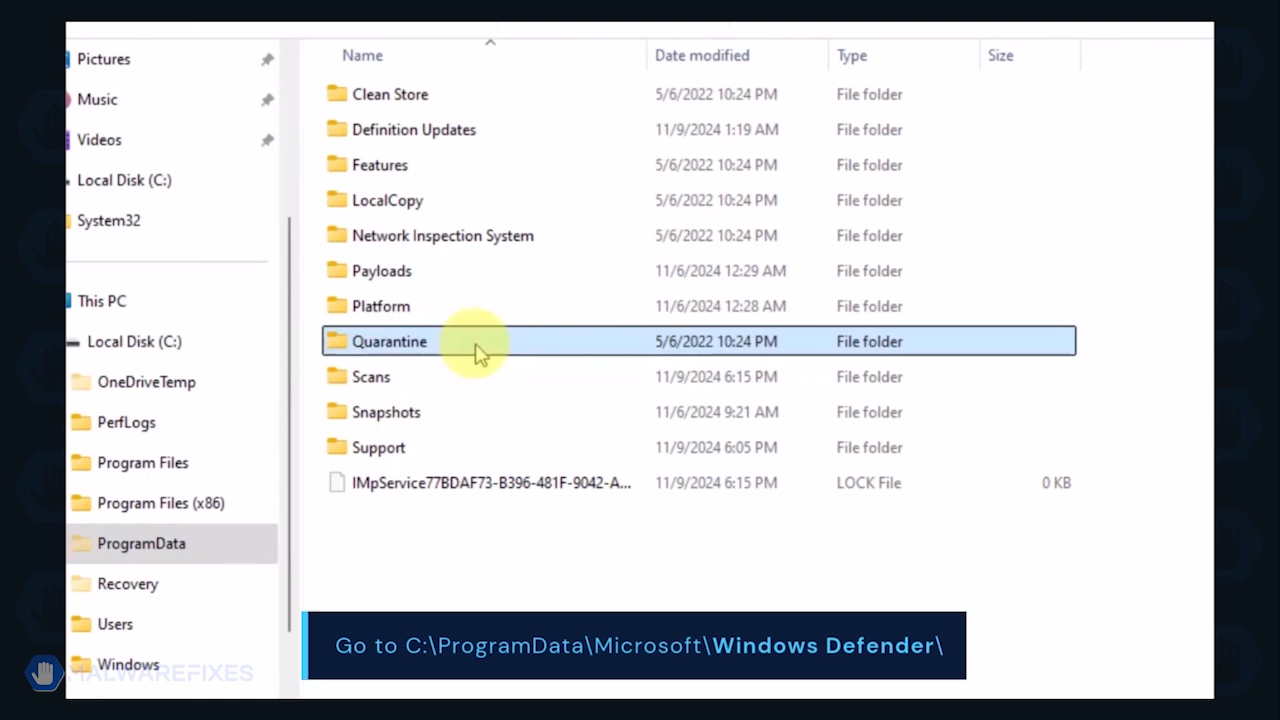 Name Date modified Type Size
Pictures
Music
Videos
Local Disk (C:)
System32
This PC
Local Disk (C:)
OneDriveTemp
PerfLogs
Program Files
Program Files (x86)
ProgramData
Recovery
Users
Windows
Clean Store 5/6/2022 10:24 PM File folder
Definition Updates 11/9/2024 1:19 AM File folder
Features 5/6/2022 10:24 PM File folder
LocalCopy 5/6/2022 10:24 PM File folder
Network Inspection System 5/6/2022 10:24 PM File folder
Payloads 11/6/2024 12:29 AM File folder
Platform 11/6/2024 12:28 AM File folder
Quarantine 5/6/2022 10:24 PM File folder
Scans 11/9/2024 6:15 PM File folder
Snapshots 11/6/2024 9:21 AM File folder
Support 11/9/2024 6:05 PM File folder
IMpService77BDAF73-B396-481F-9042-A... 11/9/2024 6:15 PM LOCK File 0 KB
Go to C:\ProgramData\Microsoft\Windows Defender\
MALWAREFIXES